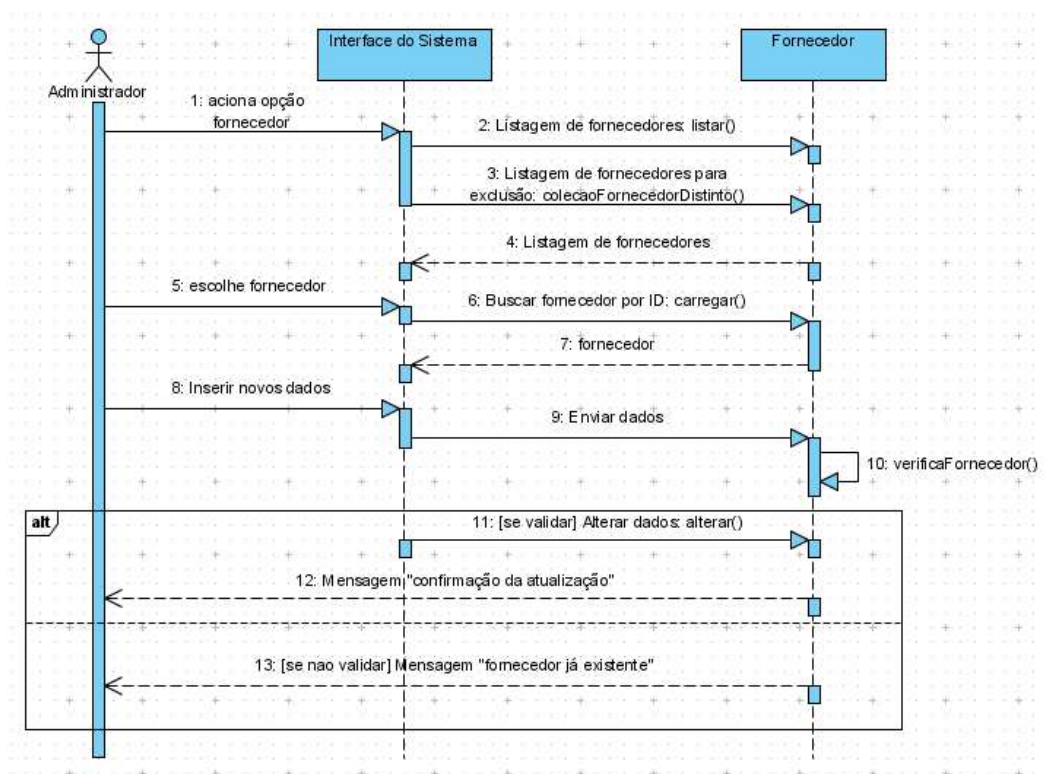 Interface do Sistema
Fornecedor
Administrador
1: aciona opção
fornecedor
2: Listagem de fornecedores: listar()
3: Listagem de fornecedores para
exclusão: colecaoFornecedorDistinto()
4: Listagem de fornecedores
5: escolhe fornecedor
6: Buscar fornecedor por ID: carregar()
7: fornecedor
8: Inserir novos dados
9: Enviar dados
10: verificaFornecedor()
alt
11: [se validar] Alterar dados: alterar()
12: Mensagem "confirmação da atualização"
13: [se nao validar] Mensagem "fornecedor já existente"